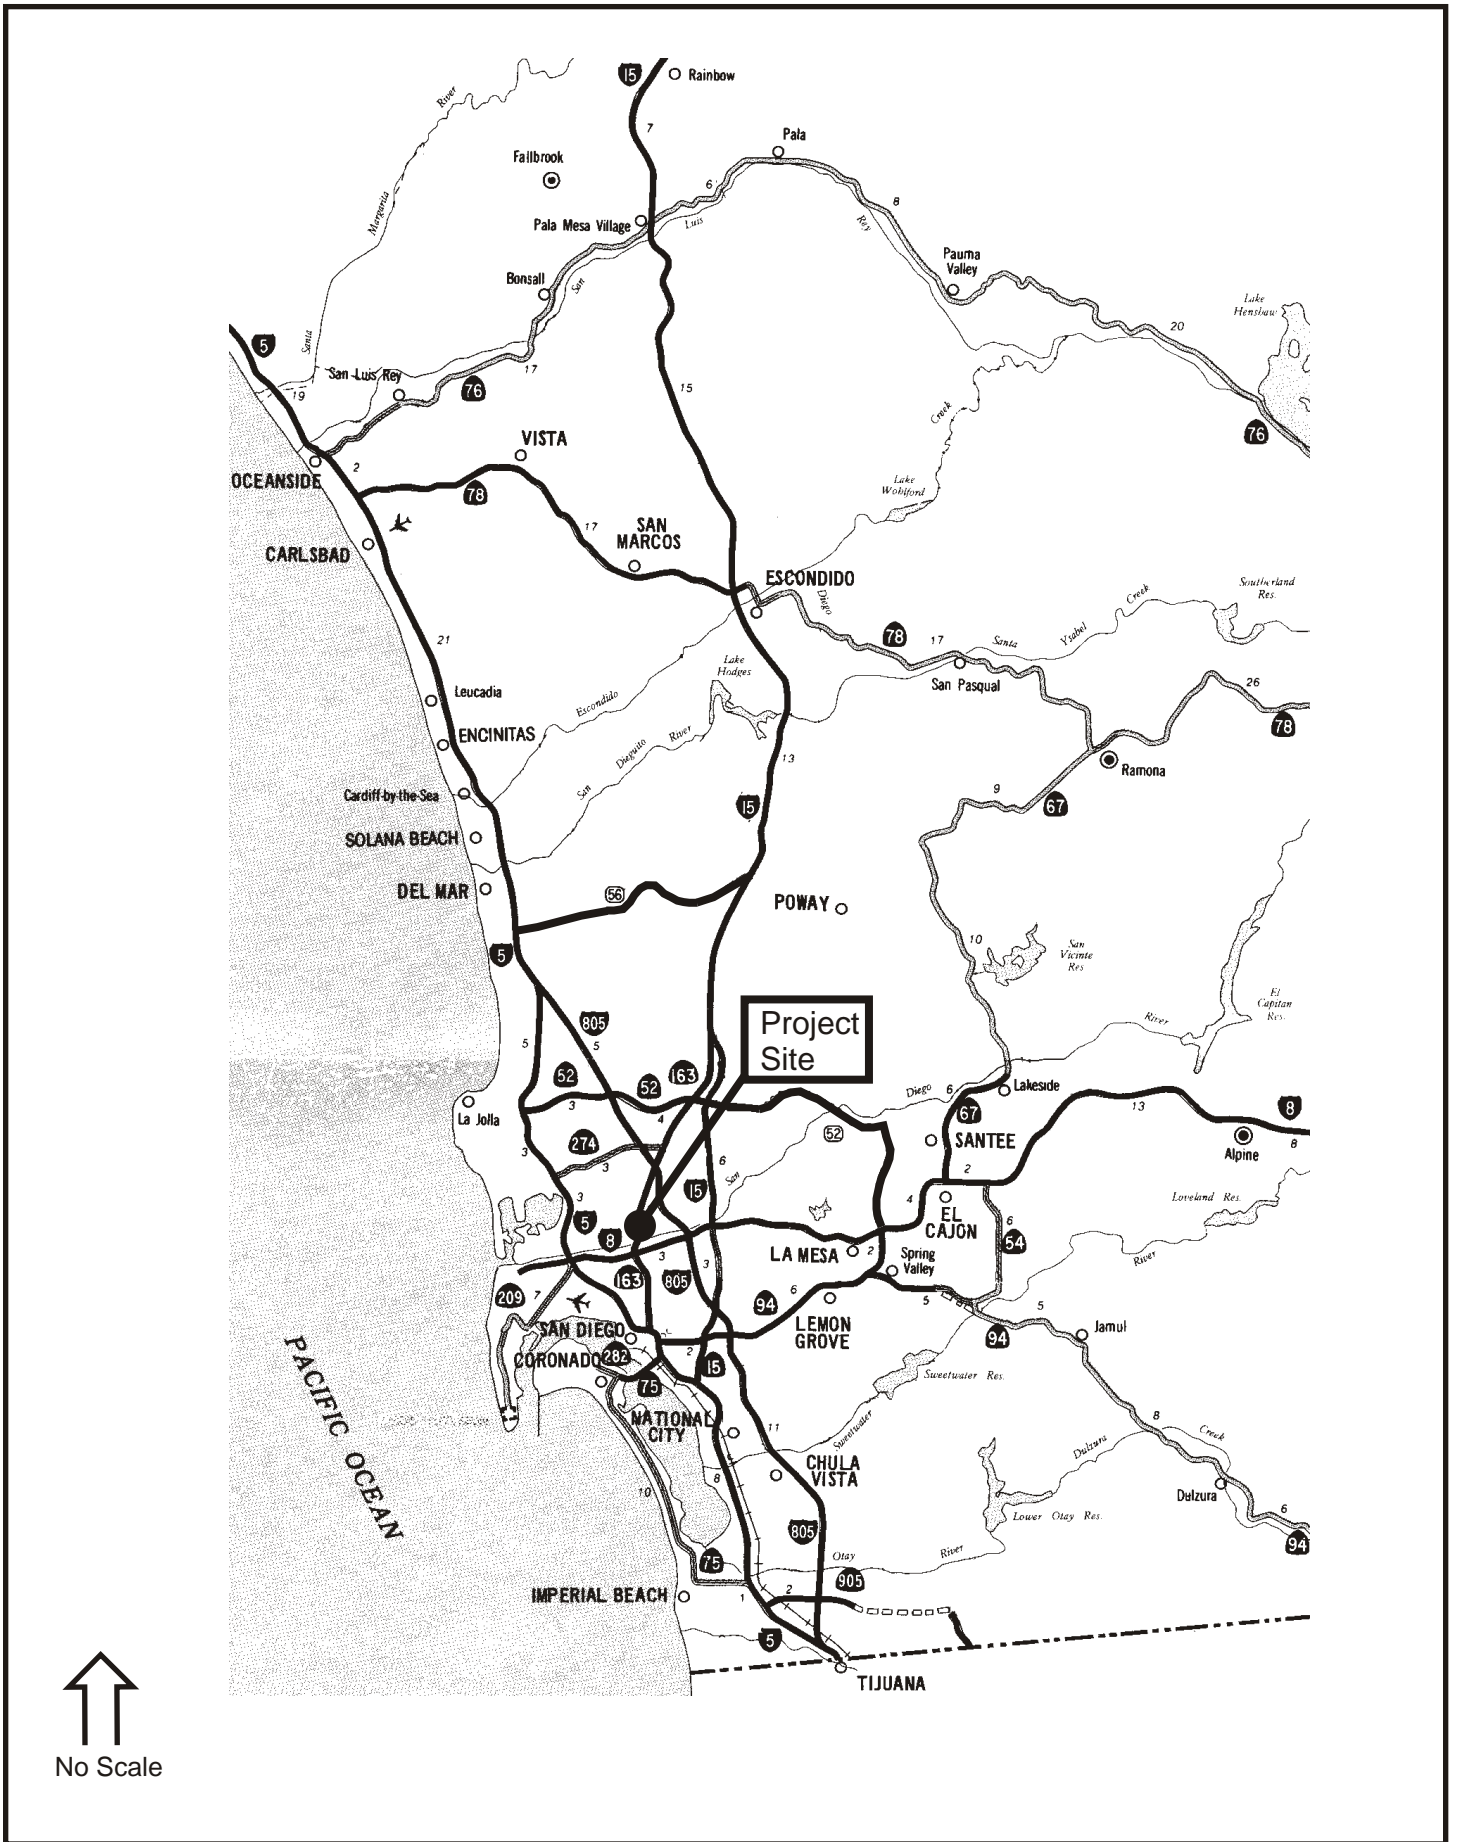 15
Rainbow
River
7
Pala
Fallbrook
6
8
Margarita
Luis
Rey
Pala Mesa Village
Pauma
Valley
Bonsall
San
Lake
Henshaw
20
5
Santa
17
San Luis Rey
19
76
15
Creek
76
VISTA
2
OCEANSIDE
78
Lake
Wohlford
17
SAN
MARCOS
CARLSBAD
ESCONDIDO
Diego
Creek
Southerland
Res.
21
78
17
Santa
Ysabel
Lake
Hodges
San Pasqual
26
Leucadia
Escondido
78
ENCINITAS
River
Dieguito
San
13
Ramona
Cardiff-by-the-Sea
9
67
15
SOLANA BEACH
DEL MAR
56
POWAY
10
5
San
Vicinte
Res
El
Capitan
Res.
Project
Site
805
River
5
5
52
52
163
Diego
6
Lakeside
La Jolla
3
4
67
13
8
52
SANTEE
8
274
Alpine
3
3
6
San
2
15
4
Loveland Res.
3
5
8
EL
CAJON
6
54
LA MESA
2
Spring
Valley
River
3
3
163
805
209
7
94
6
5
5
SAN DIEGO
LEMON
GROVE
94
Jamul
CORONADO
282
2
15
75
Sweetwater Res.
PACIFIC OCEAN
NATIONAL
CITY
Sweetwater
11
8
Creek
Dulzura
CHULA
VISTA
8
10
Dulzura
Lower Otay Res.
6
805
94
Otay
River
75
905
IMPERIAL BEACH
1
2
5
TIJUANA
No Scale